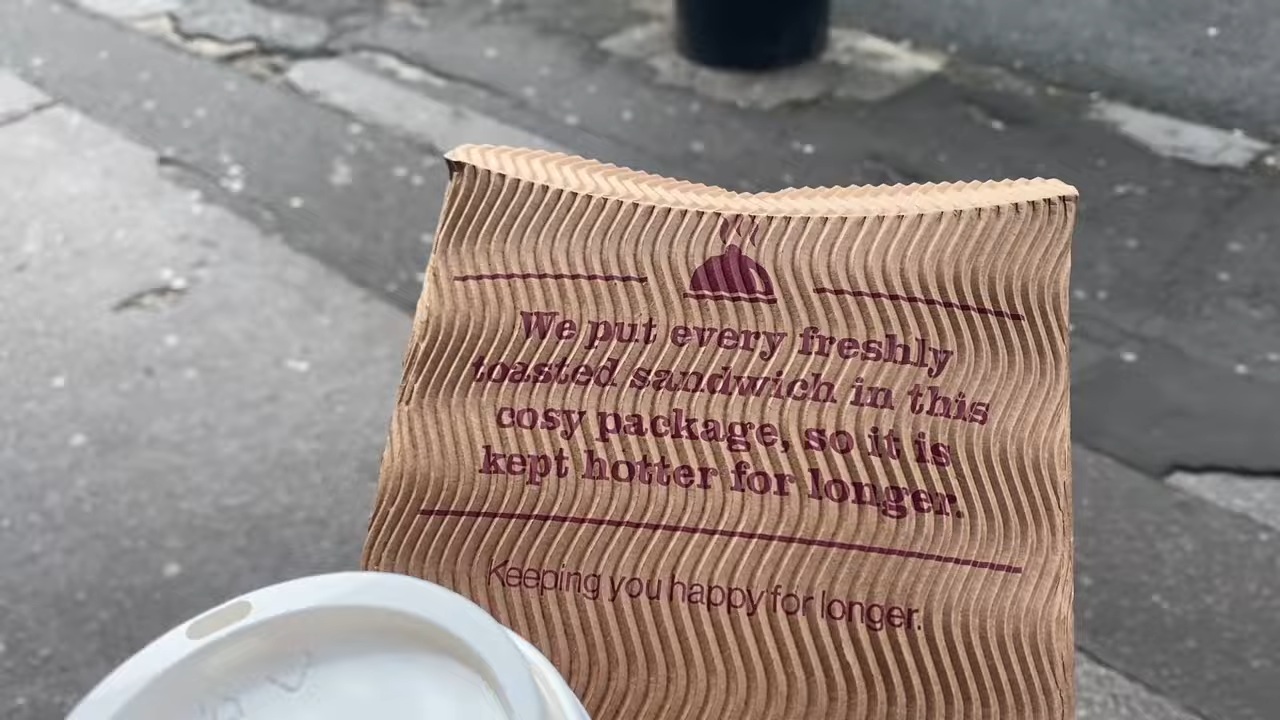 We put every freshly
toasted sandwich in this
cosy package, so it is
kept hotter for longer.
Keeping you happy for longer.